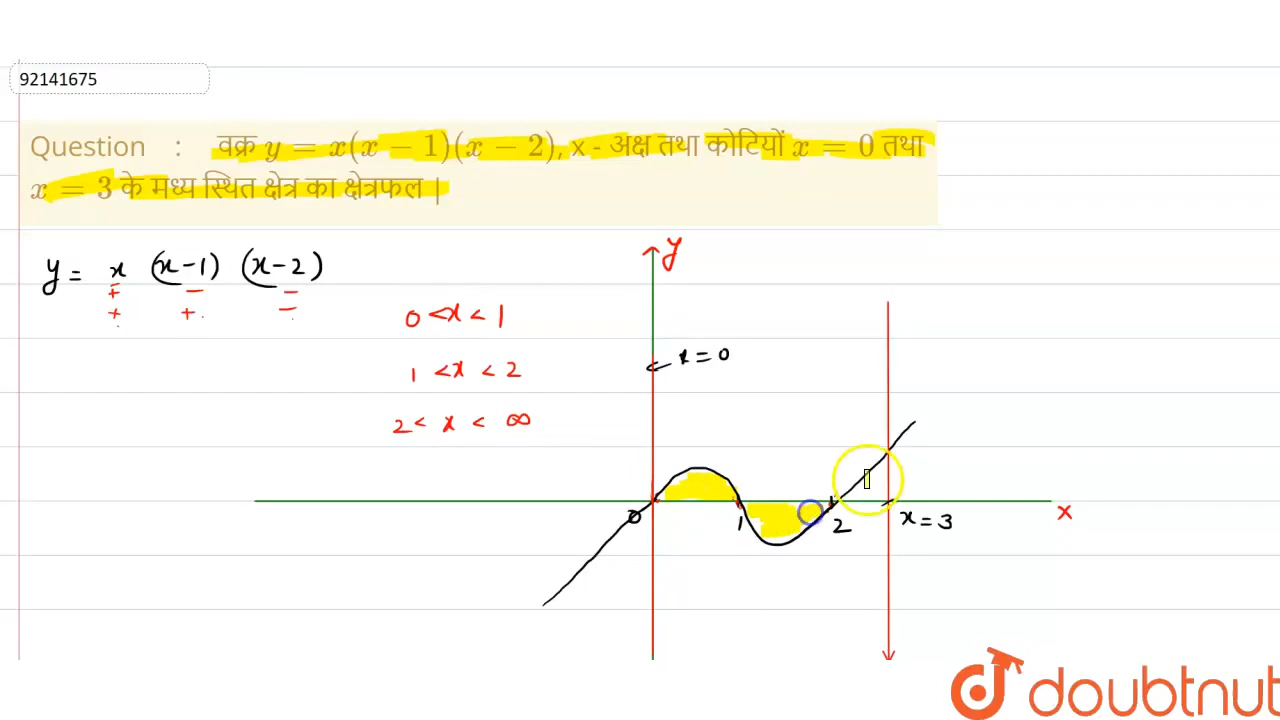 92141675
Question : वक्र y = x(x − 1)(x − 2), x - अक्ष तथा कोटियों x = 0 तथा
x = 3 के मध्य स्थित क्षेत्र का क्षेत्रफल |
y = x (x-1) (x-2)
+ - -
+ + -
0 < x < 1
1 < x < 2
2 < x < ∞
y
x = 0
0
1
2
x = 3
x
doubtnut